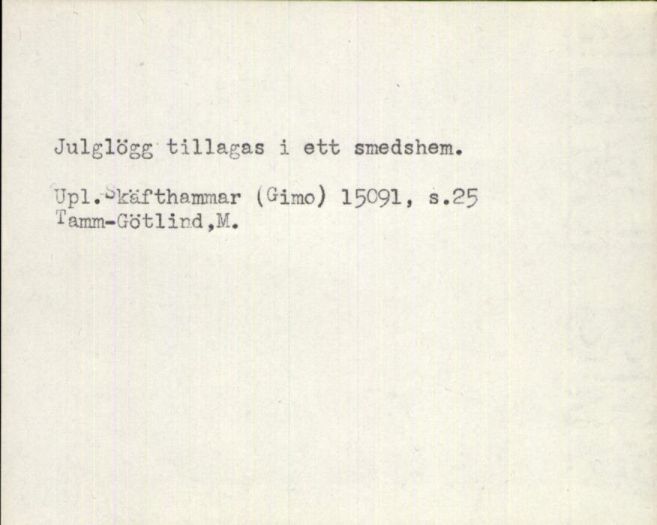 Julglögg tillagas i ett smedshem.
Upl. Skäfthammar (Gimo) 15091, s.25
Tamm-Götlind,M.